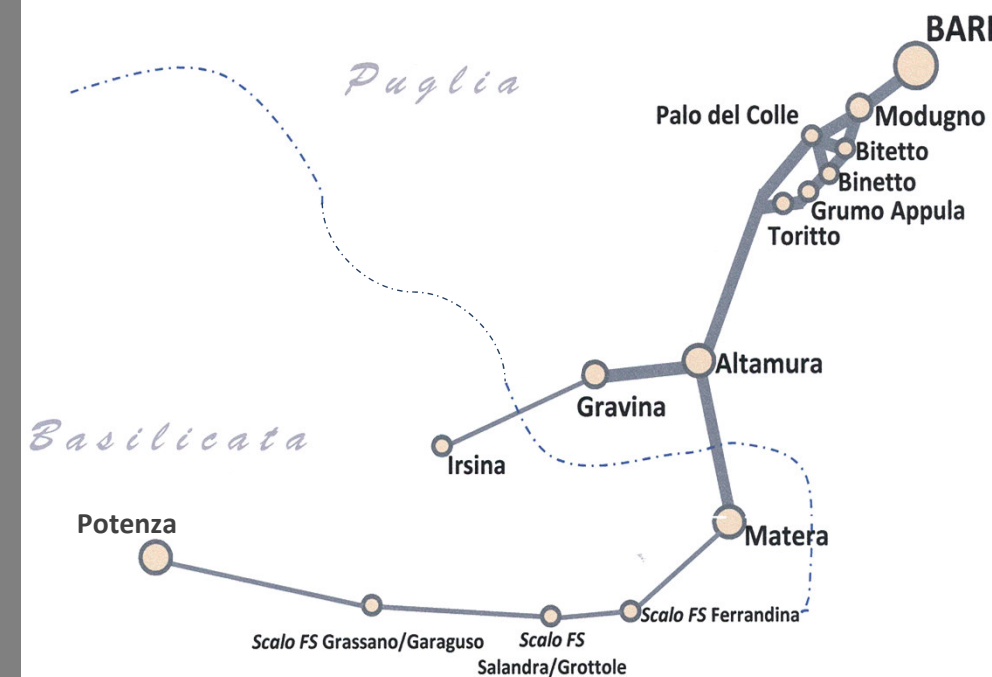 BARI
Puglia
Palo del Colle
Modugno
Bitetto
Binetto
Grumo Appula
Toritto
Altamura
Gravina
Basilicata
Irsina
Potenza
Matera
Scalo FS Ferrandina
Scalo FS Grassano/Garaguso
Scalo FS
Salandra/Grottole